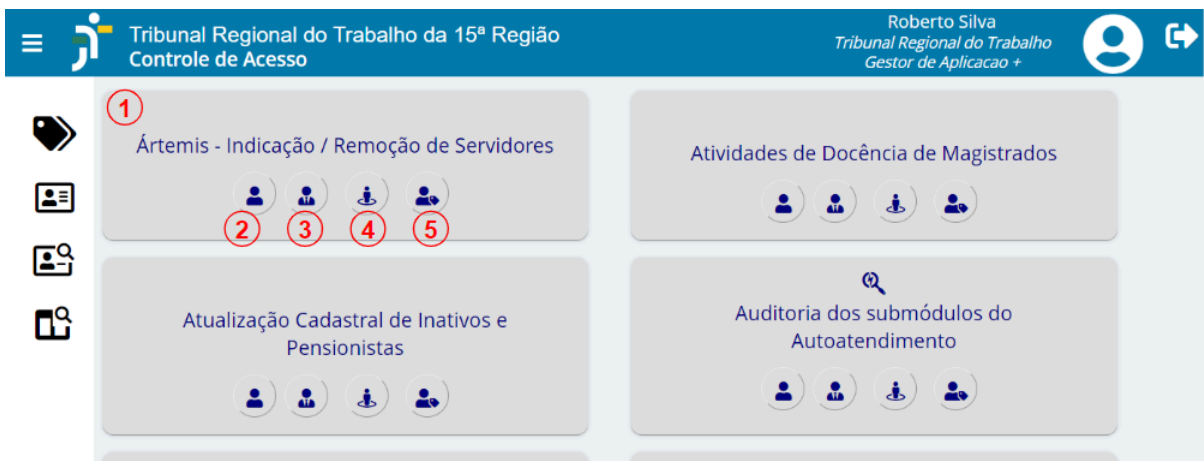 Tribunal Regional do Trabalho da 15ª Região
Controle de Acesso
Roberto Silva
Tribunal Regional do Trabalho
Gestor de Aplicacao +
1
Ártemis - Indicação / Remoção de Servidores
2 3 4 5
Atividades de Docência de Magistrados
Atualização Cadastral de Inativos e
Pensionistas
Auditoria dos submódulos do
Autoatendimento